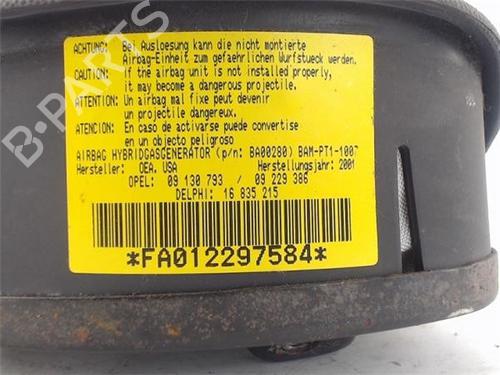 ACHTUNG: Bei Ausloesung kann die nicht montierte
Airbag-Einheit zum gefaehrlichen Wurfstueck werden.
CAUTION: If the airbag unit is not installed properly,
it may become a dangerous projectile.
ATTENTION: Un airbag mal fixe peut devenir
un projectile dangereux.
ATENCION: En caso de activarse puede convertise
en un objecto peligroso
AIRBAG HYBRIDGASGENERATOR (p/n: BA00280) BAM-PT1-1007
Hersteller: OEA, USA Herstellungsjahr: 2001
OPEL: 09 130 793 / 09 229 386
DELPHI: 16 835 215
*FA012297584*
B-PARTS